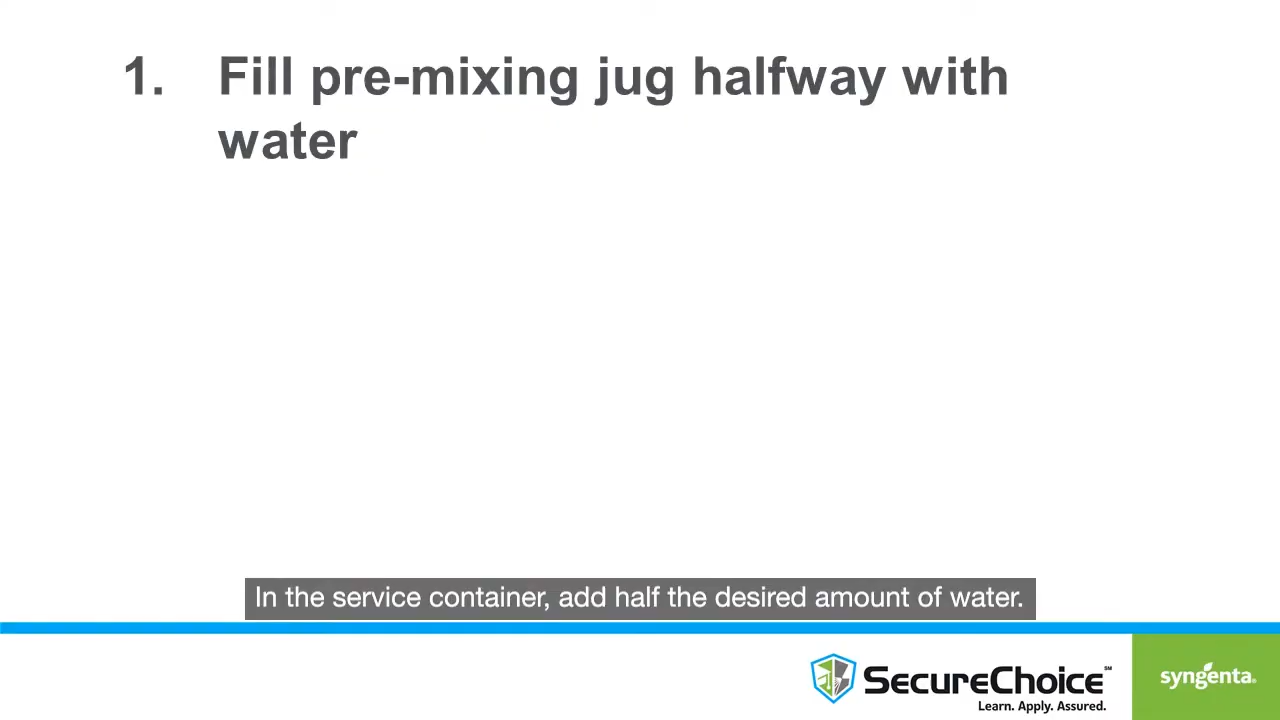 1. Fill pre-mixing jug halfway with
water
In the service container, add half the desired amount of water.
SecureChoice℠
Learn. Apply. Assured.
syngenta®